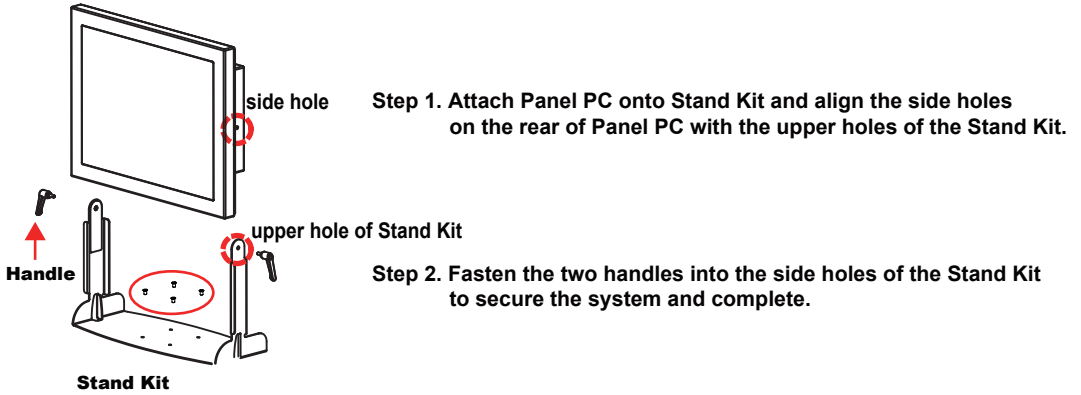 side hole
Step 1. Attach Panel PC onto Stand Kit and align the side holes
on the rear of Panel PC with the upper holes of the Stand Kit.
upper hole of Stand Kit
Handle
Step 2. Fasten the two handles into the side holes of the Stand Kit
to secure the system and complete.
Stand Kit